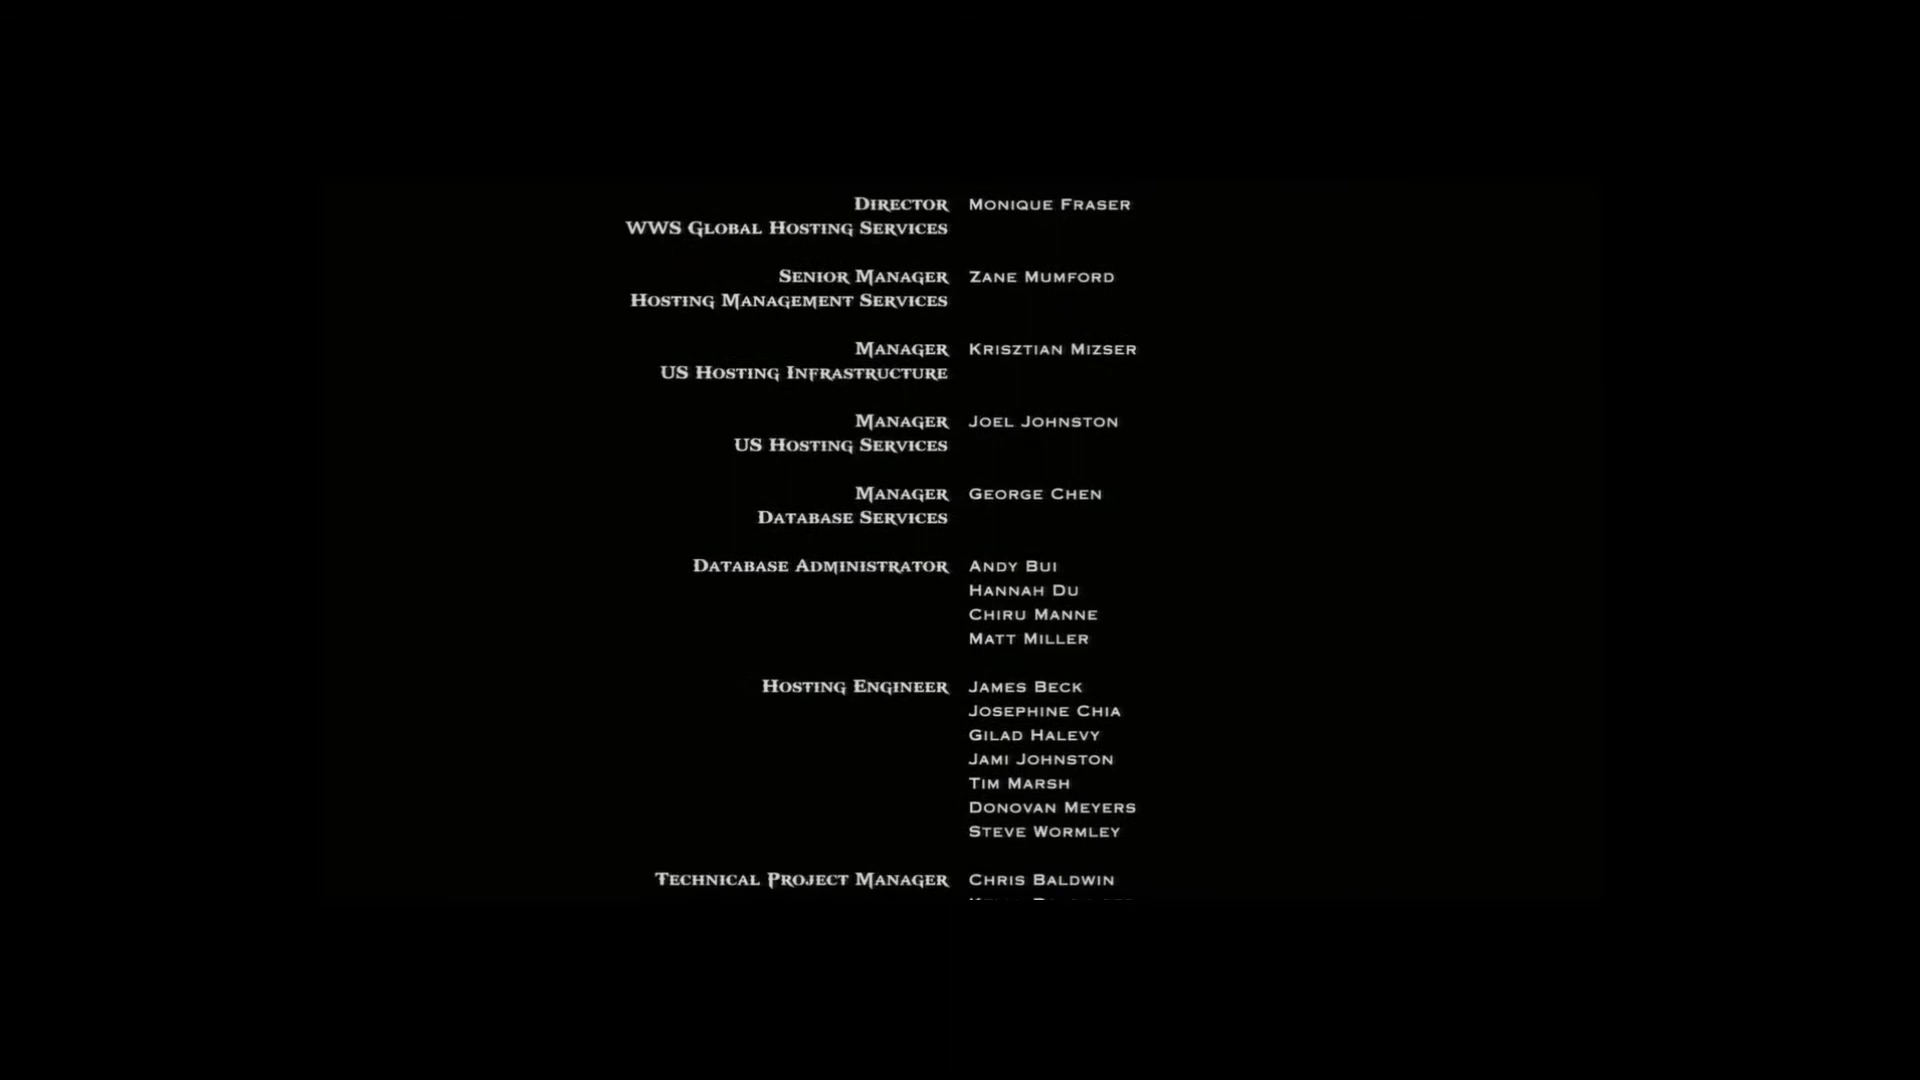 Director Monique Fraser
WWS Global Hosting Services
Senior Manager Zane Mumford
Hosting Management Services
Manager Krisztian Mizser
US Hosting Infrastructure
Manager Joel Johnston
US Hosting Services
Manager George Chen
Database Services
Database Administrator Andy Bui
Hannah Du
Chiru Manne
Matt Miller
Hosting Engineer James Beck
Josephine Chia
Gilad Halevy
Jami Johnston
Tim Marsh
Donovan Meyers
Steve Wormley
Technical Project Manager Chris Baldwin